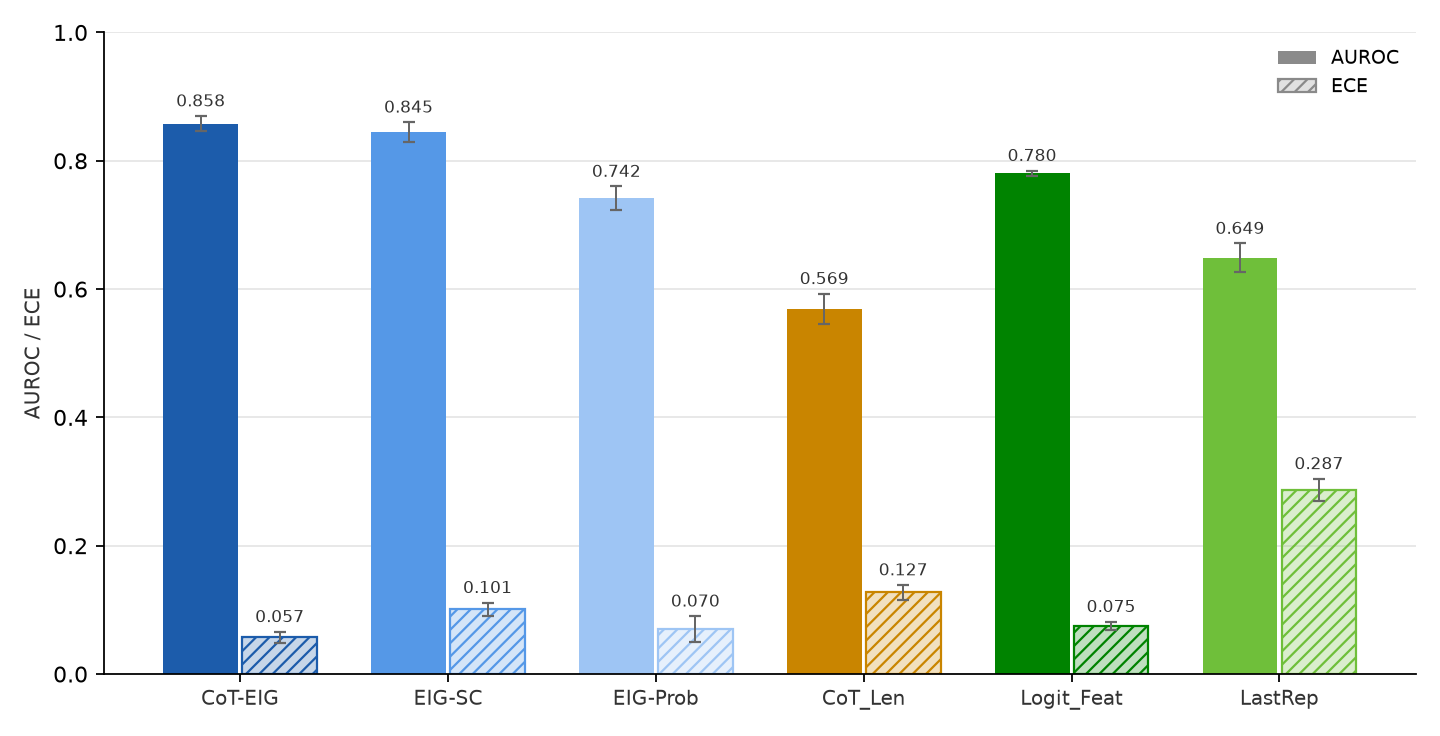 1.0
0.8
0.6
0.4
0.2
0.0
AUROC / ECE
AUROC
ECE
0.858
0.057
0.845
0.101
0.742
0.070
0.569
0.127
0.780
0.075
0.649
0.287
CoT-EIG
EIG-SC
EIG-Prob
CoT_Len
Logit_Feat
LastRep